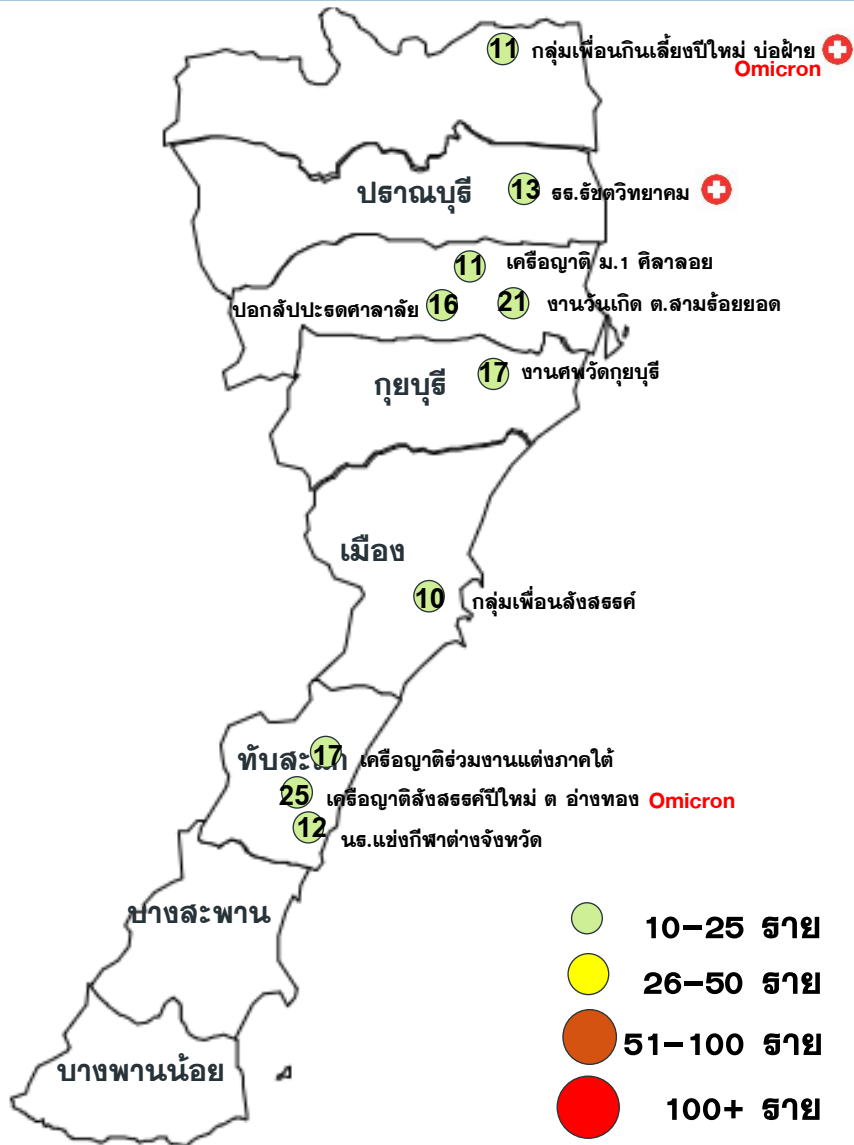 11 กลุ่มเพื่อนกินเลี้ยงปีใหม่ บ่อฝ้าย
Omicron
ปราณบุรี 13 รร.รัชตวิทยาคม
11 เครือญาติ ม.1 ศิลาลอย
ปอกสัปปะรดศาลาลัย 16 21 งานวันเกิด ต.สามร้อยยอด
กุยบุรี 17 งานศพวัดกุยบุรี
เมือง
10 กลุ่มเพื่อนสังสรรค์
ทับสะแก 17 เครือญาติร่วมงานแต่งภาคใต้
25 เครือญาติสังสรรค์ปีใหม่ ต อ่างทอง Omicron
12 นร.แข่งกีฬาต่างจังหวัด
บางสะพาน
10-25 ราย
26-50 ราย
51-100 ราย
บางพานน้อย
100+ ราย